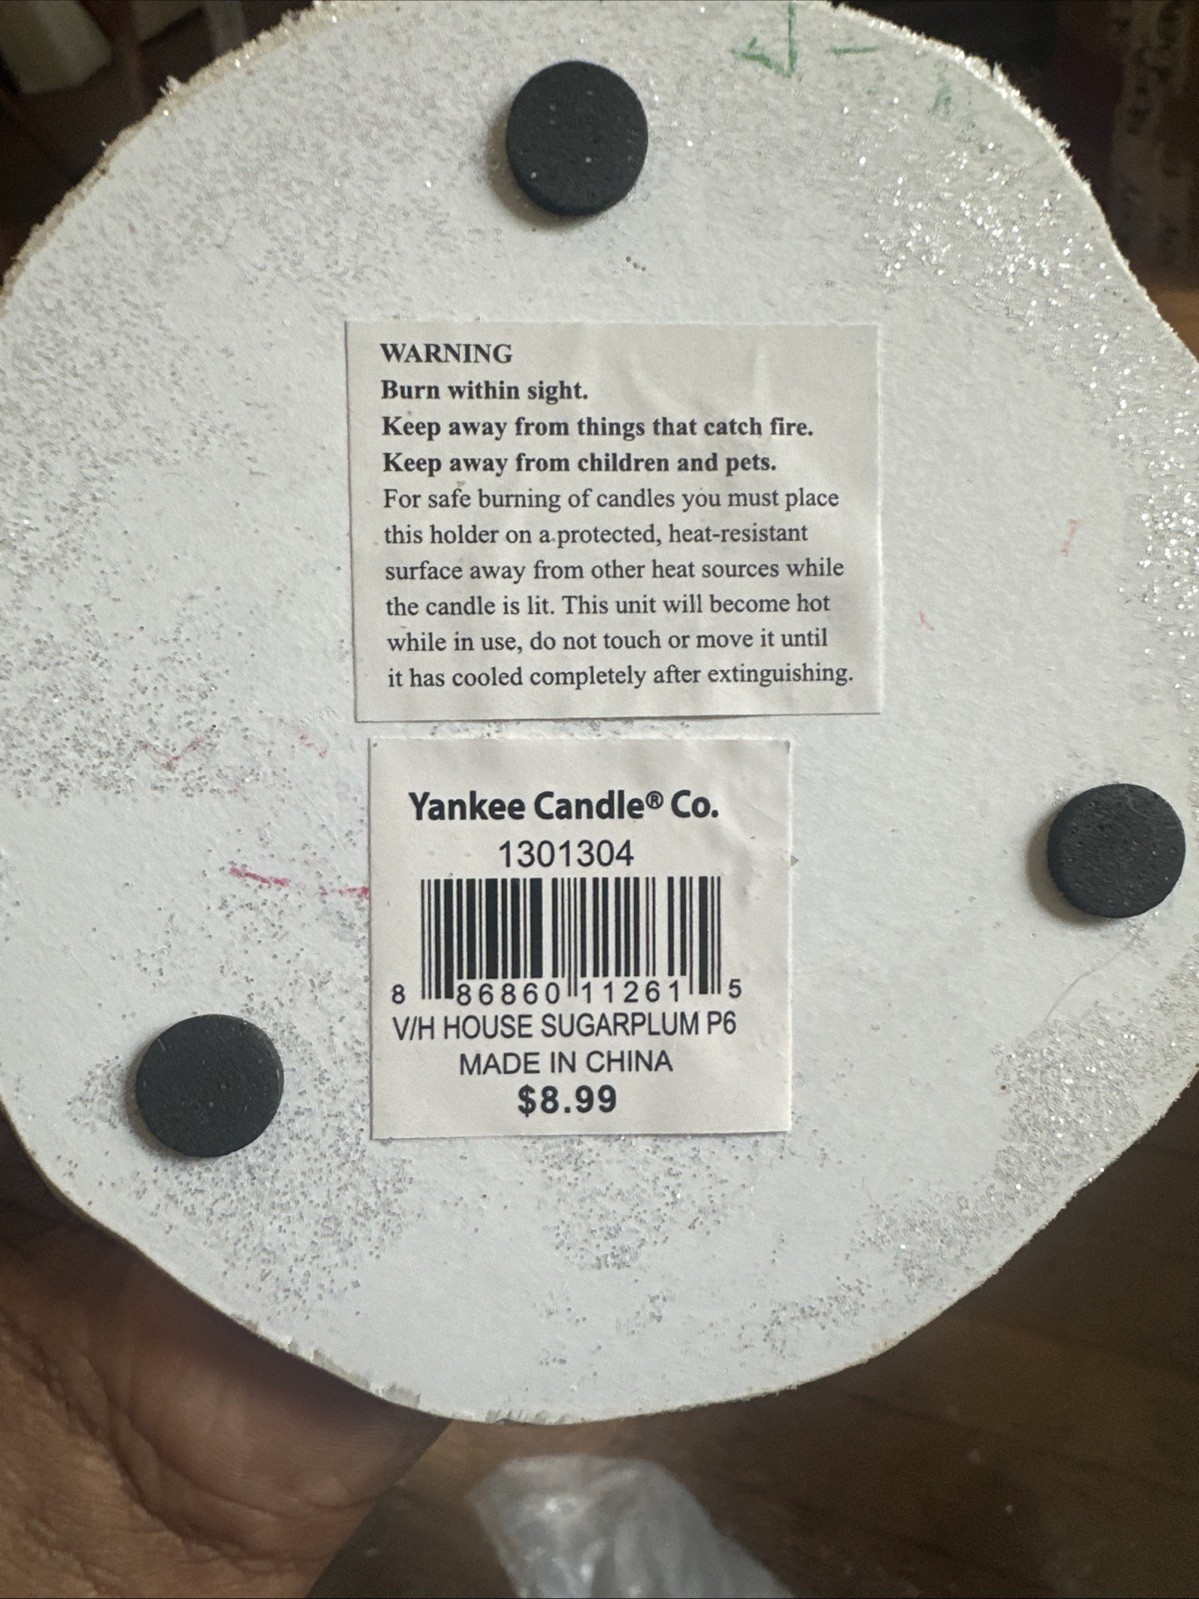 WARNING
Burn within sight.
Keep away from things that catch fire.
Keep away from children and pets.
For safe burning of candles you must place
this holder on a protected, heat-resistant
surface away from other heat sources while
the candle is lit. This unit will become hot
while in use, do not touch or move it until
it has cooled completely after extinguishing.
Yankee Candle® Co.
1301304
8 86860 11261 5
V/H HOUSE SUGARPLUM P6
MADE IN CHINA
$8.99